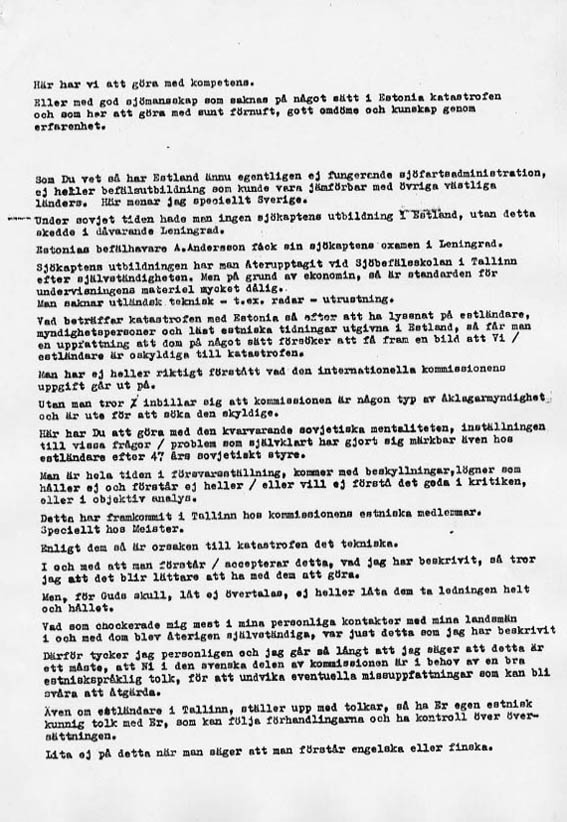 Här har vi att göra med kompetens.
Eller med god sjömansskap som saknas på något sätt i Estonia katastrofen
och som har att göra med sunt förnuft, gott omdöme och kunskap genom
erfarenhet.
Som Du vet så har Estland ännu egentligen ej fungerende sjöfartsadministration,
ej heller befälsutbildning som kunde vara jämförbar med övriga västliga
länders. Här menar jag speciellt Sverige.
Under sovjet tiden hade man ingen sjökaptens utbildning I Estland, utan detta
skedde i dåvarande Leningrad.
Estonias befälhavare A.Andersson fäck sin sjökaptens examen i Leningrad.
Sjökaptens utbildningen har man återupptagit vid Sjöbefälsskolan i Tallinn
efter självständigheten. Men på grund av ekonomin, så är standarden för
undervisningens materiel mycket dålig.
Man saknar utländsk teknisk - t.ex. radar - utrustning.
Vad beträffar katastrofen med Estonia så efter att ha lyssnat på estländare,
myndighetspersoner och läst estniska tidningar utgivna i Estland, så får man
en uppfattning att dom på något sätt försöker att få fram en bild att Vi /
estländare är oskyldiga till katastrofen.
Man har ej heller riktigt förstått vad den internationella kommissionens
uppgift går ut på.
Utan man tror / inbillar sig att kommissionen är någon typ av Åklagarmyndighet
och är ute för att söka den skyldige.
Här har Du att göra med den kvarvarande sovjetiska mentaliteten, inställningen
till vissa frågor / problem som självklart har gjort sig märkbar även hos
estländare efter 47 års sovjetiskt styre.
Man är hela tiden i försvarsställning, kommer med beskyllningar,lögner som
håller ej och förstår ej heller / eller vill ej förstå det goda i kritiken,
eller i objektiv analys.
Detta har framkommit i Tallinn hos kommissionens estniska medlemmar.
Speciellt hos Meister.
Enligt dem så är orsaken till katastrofen det tekniska.
I och med att man förstår / accepterar detta, vad jag har beskrivit, så tror
jag att det blir lättare att ha med dem att göra.
Men, för Guds skull, låt ej övertalas, ej heller låta dem ta ledningen helt
och hållet.
Vad som chockerade mig mest i mina personliga kontakter med mina landsmän
i och med dom blev återigen självständiga, var just detta som jag har beskrivit
Därför tycker jag personligen och jag går så långt att jag säger att detta är
ett måste, att Ni i den svenska delen av kommissionen är i behov av en bra
estniskspråklig tolk, för att undvika eventuella missuppfattningar som kan bli
svåra att åtgärda.
Även om estländare i Tallinn, ställer upp med tolkar, så ha Er egen estnisk
kunnig tolk med Er, som kan följa förhandlingarna och ha kontroll över över-
sättningen.
Lita ej på detta när man säger att man förstår engelska eller finska.